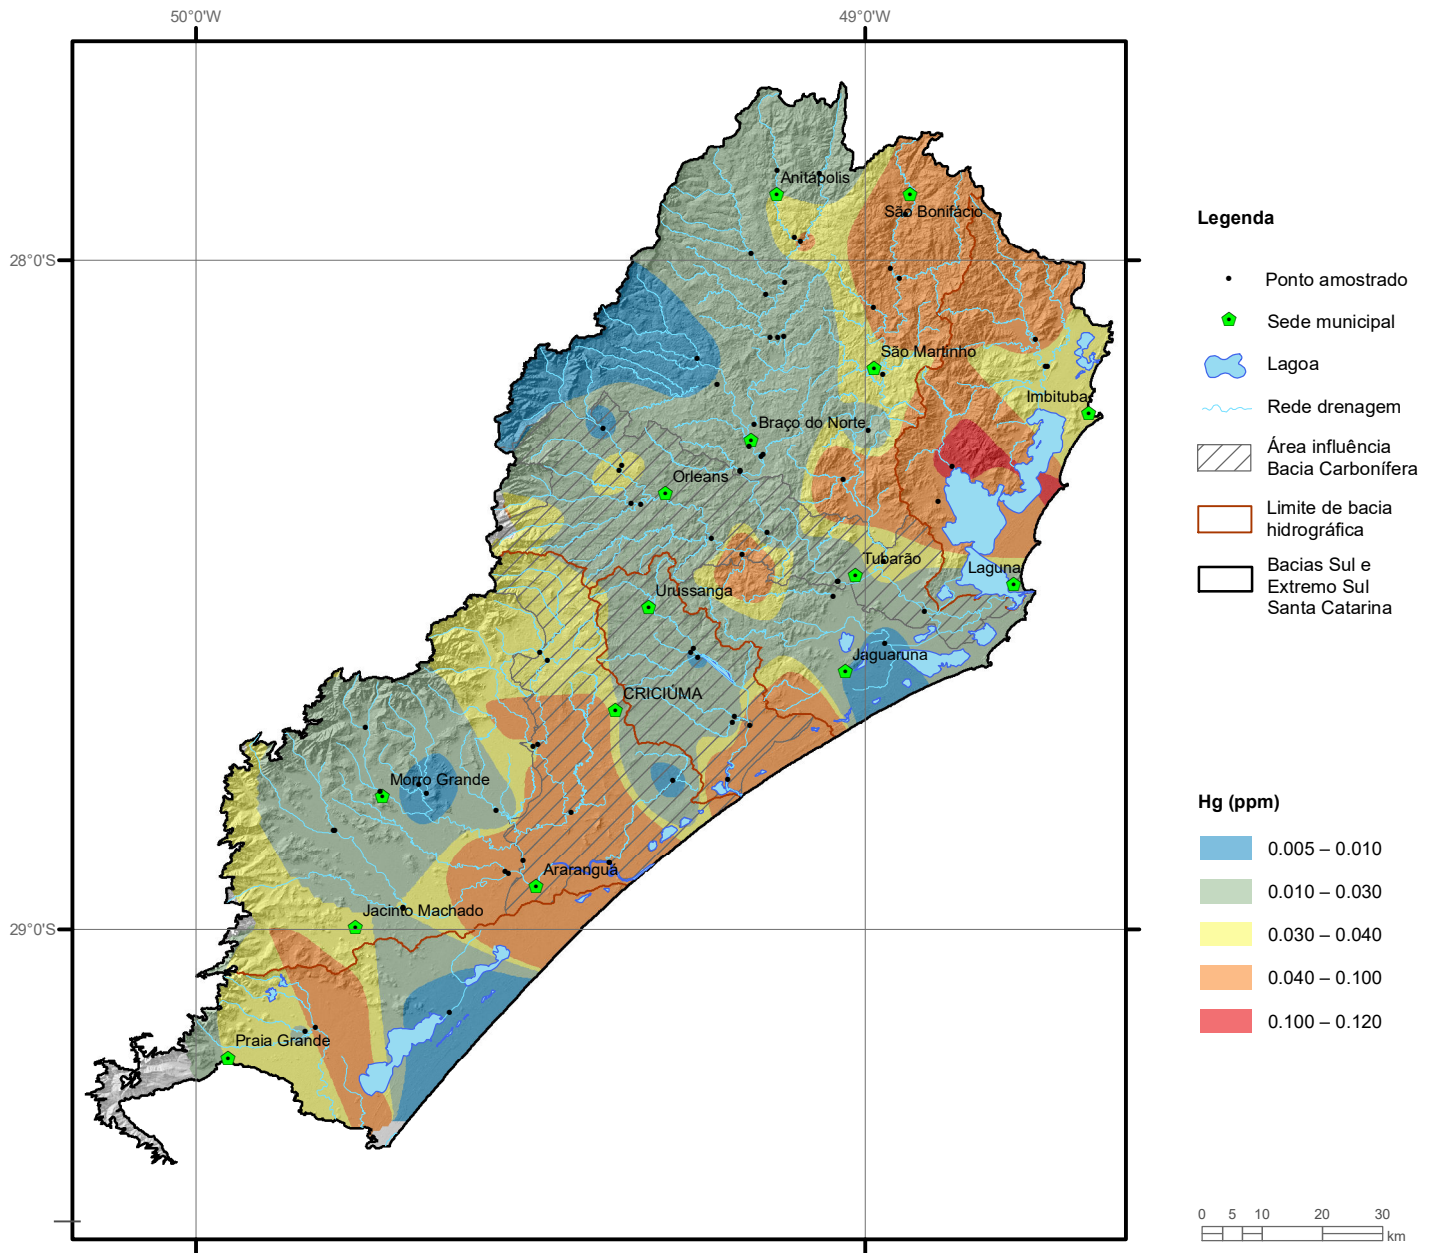 50°0'W
49°0'W
28°0'S
29°0'S
Anitápolis
São Bonifácio
São Martinho
Imbituba
Braço do Norte
Orleans
Tubarão
Laguna
Urussanga
Jaguaruna
CRICIÚMA
Morro Grande
Araranguá
Jacinto Machado
Praia Grande
Legenda
Ponto amostrado
Sede municipal
Lagoa
Rede drenagem
Área influência
Bacia Carbonífera
Limite de bacia
hidrográfica
Bacias Sul e
Extremo Sul
Santa Catarina
Hg (ppm)
0.005 – 0.010
0.010 – 0.030
0.030 – 0.040
0.040 – 0.100
0.100 – 0.120
0 5 10 20 30
km